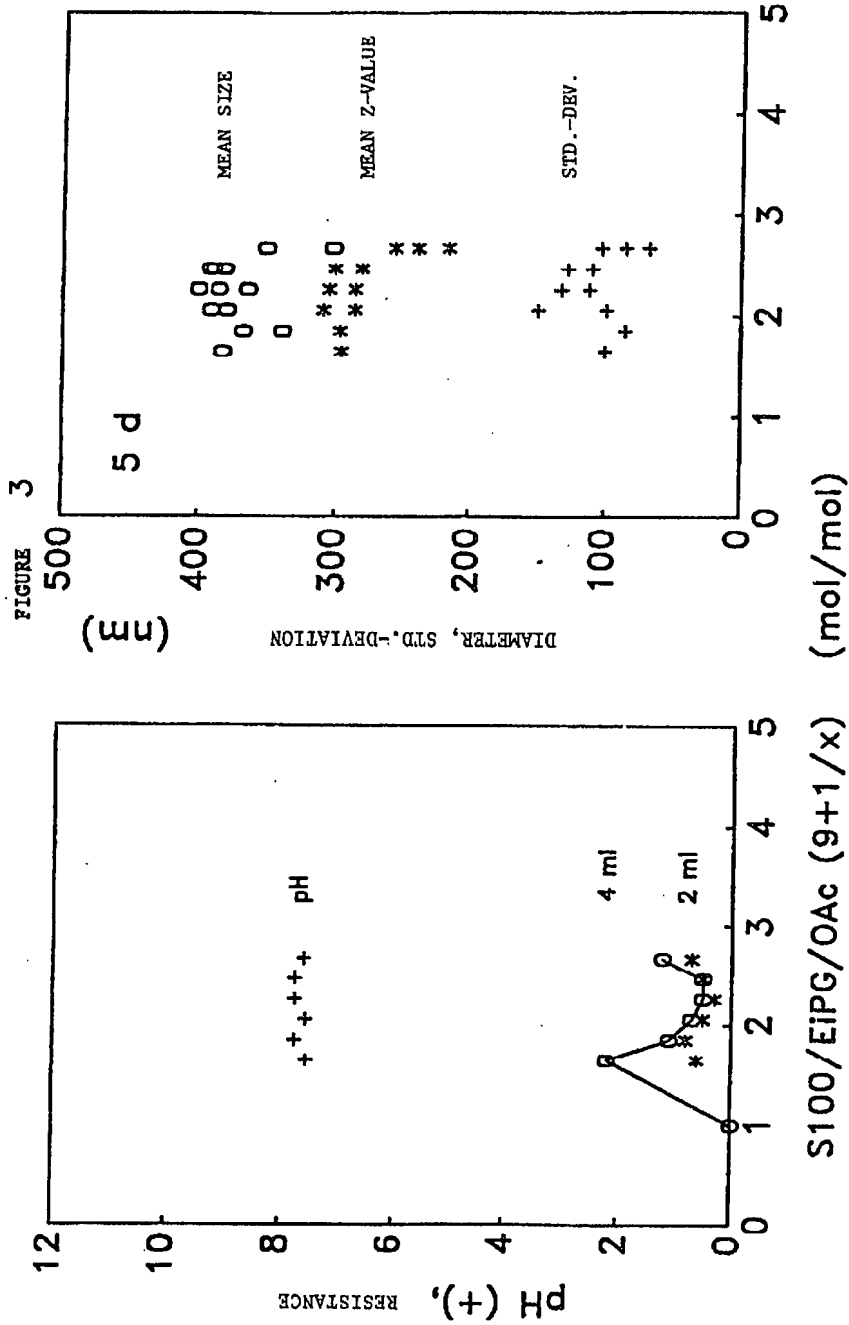 FIGURE 3
12
10
8
6
4
2
0
pH (+), RESISTANCE
pH
4 ml
2 ml
0 1 2 3 4 5
S100/EiPG/OAc (9+1/x) (mol/mol)
500
400
300
200
100
0
(nm)
DIAMETER, STD.-DEVIATION
5 d
MEAN SIZE
MEAN Z-VALUE
STD.-DEV.
0 1 2 3 4 5